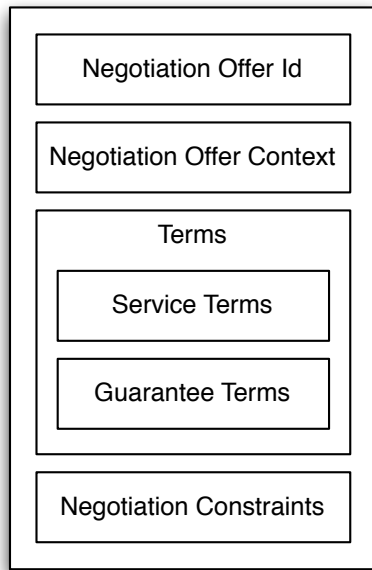 Negotiation Offer Id
Negotiation Offer Context
Terms
Service Terms
Guarantee Terms
Negotiation Constraints